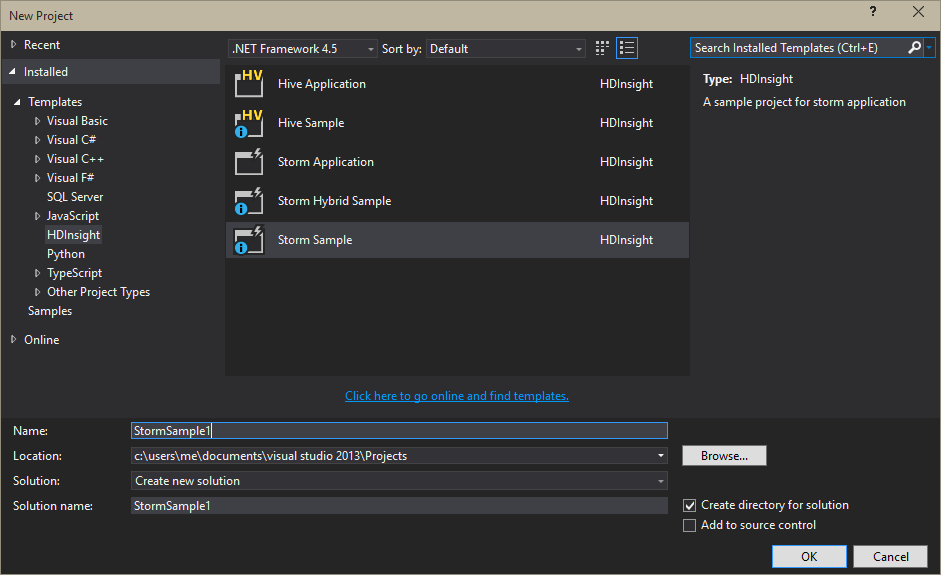 New Project
?
Recent
.NET Framework 4.5 Sort by: Default
Search Installed Templates (Ctrl+E)
Installed
Templates
Visual Basic
Visual C#
Visual C++
Visual F#
SQL Server
JavaScript
HDInsight
Python
TypeScript
Other Project Types
Samples
Online
HV Hive Application HDInsight
HV Hive Sample HDInsight
Storm Application HDInsight
Storm Hybrid Sample HDInsight
Storm Sample HDInsight
Type: HDInsight
A sample project for storm application
Click here to go online and find templates.
Name: StormSample1
Location: c:\users\me\documents\visual studio 2013\Projects Browse...
Solution: Create new solution
Solution name: StormSample1
Create directory for solution
Add to source control
OK Cancel